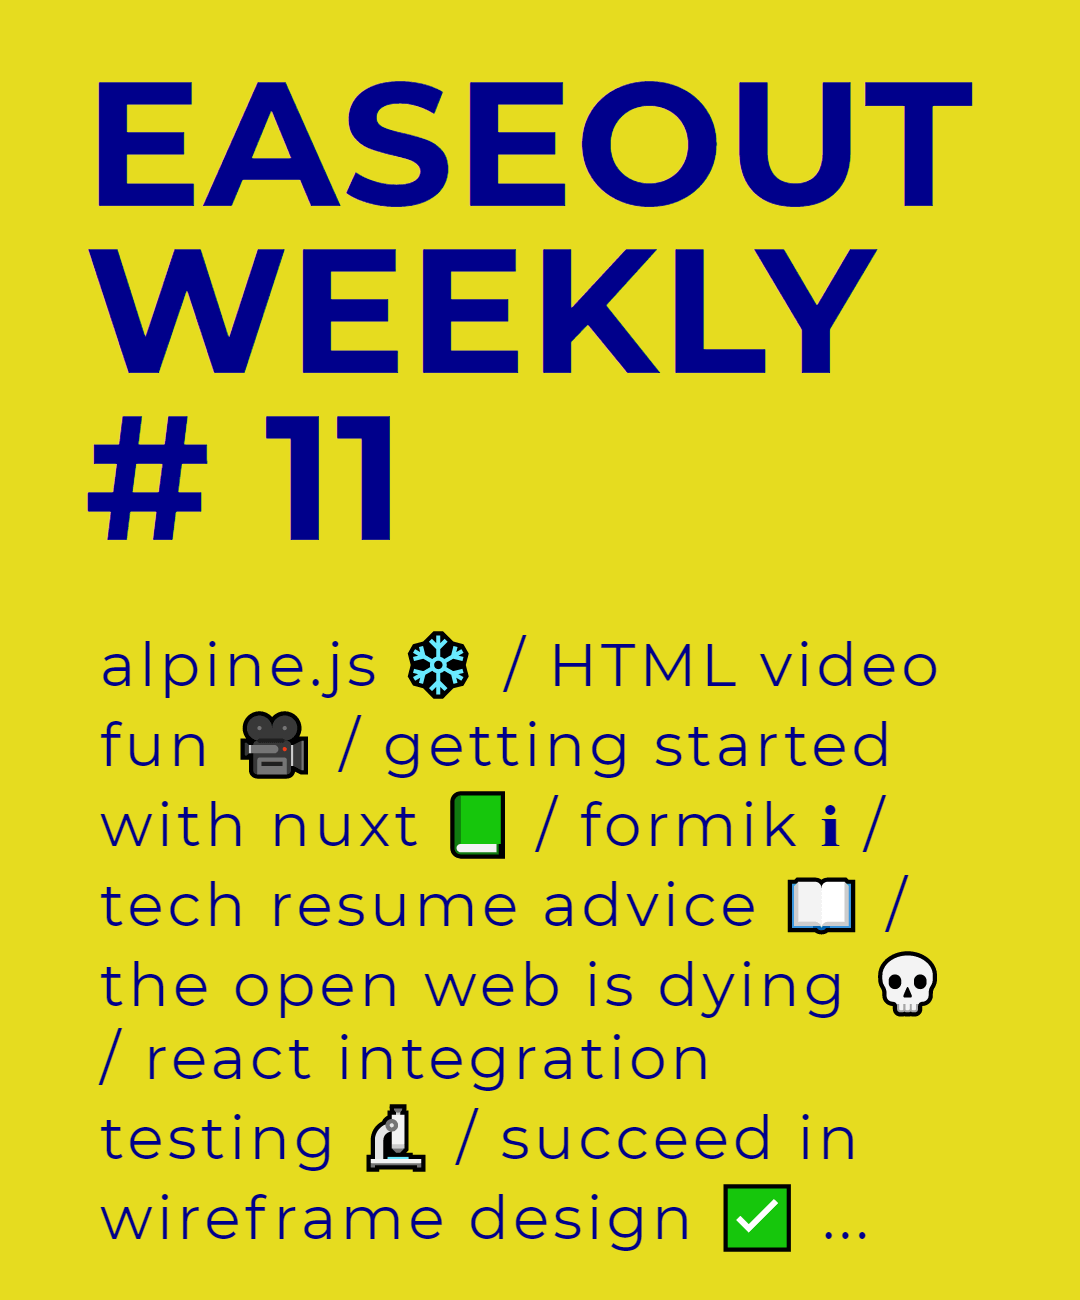 EASEOUT
WEEKLY
# 11
alpine.js ❄️ / HTML video
fun 🎥 / getting started
with nuxt 📗 / formik ℹ /
tech resume advice 📖 /
the open web is dying 💀
/ react integration
testing 🔬 / succeed in
wireframe design ✅ ...